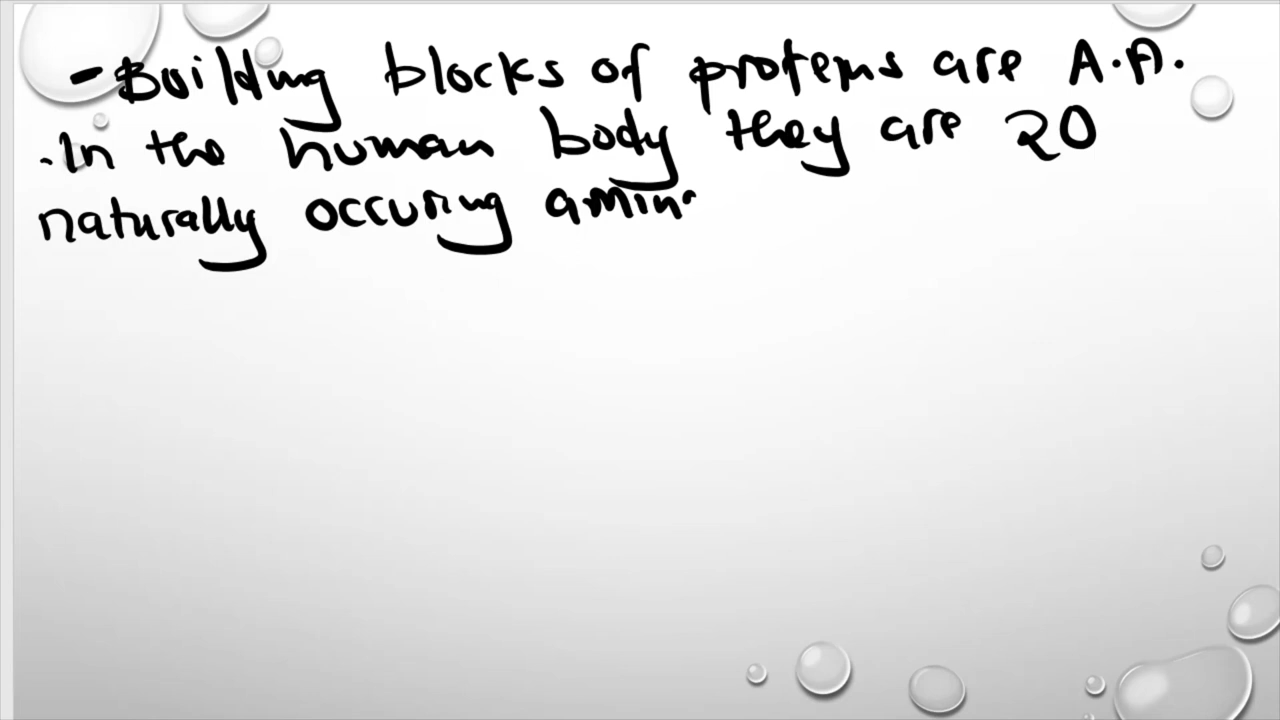 - Building blocks of proteins are A.A.
. In the human body they are 20
naturally occuring amin